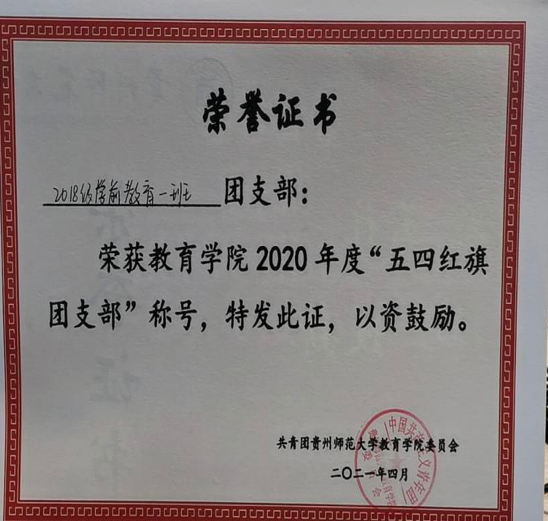 荣誉证书
2018级学前教育一班 团支部：
荣获教育学院2020年度“五四红旗
团支部”称号，特发此证，以资鼓励。
共青团贵州师范大学教育学院委员会
二〇二一年四月